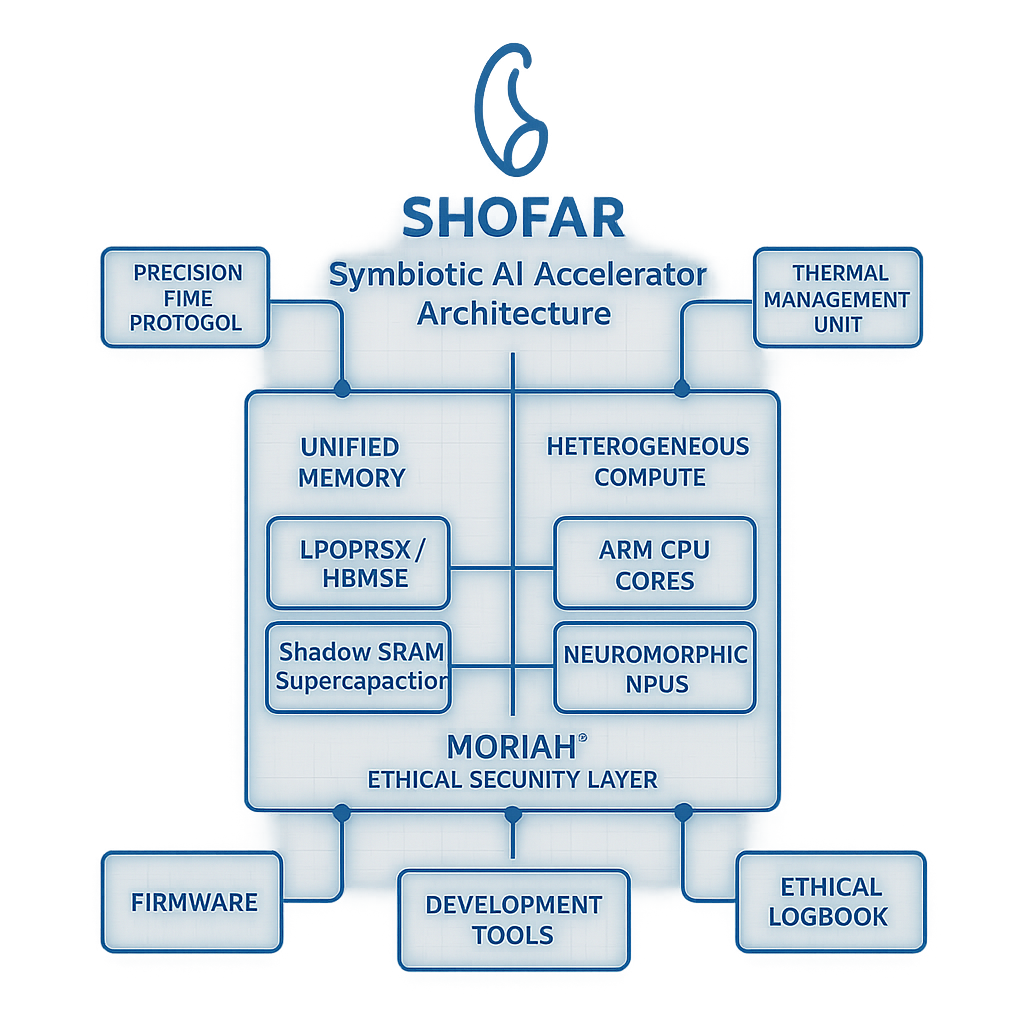 SHOFAR
Symbiotic AI Accelerator
Architecture
PRECISION
FIME
PROTOGOL
THERMAL
MANAGEMENT
UNIT
UNIFIED
MEMORY
HETEROGENEOUS
COMPUTE
LPOPRSX /
HBMSE
ARM CPU
CORES
Shadow SRAM
Supercapaction
NEUROMORPHIC
NPUS
MORIAH®
ETHICAL SECUNITY LAYER
FIRMWARE
DEVELOPMENT
TOOLS
ETHICAL
LOGBOOK